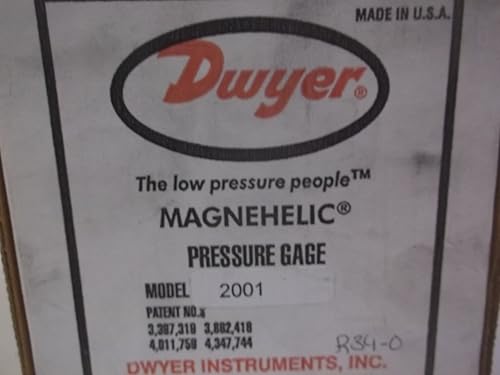 MADE IN U.S.A.
Dwyer®
The low pressure people™
MAGNEHELIC®
PRESSURE GAGE
MODEL 2001
PATENT NO.s
3,397,319 3,862,416
4,011,759 4,347,744
R34-0
DWYER INSTRUMENTS, INC.